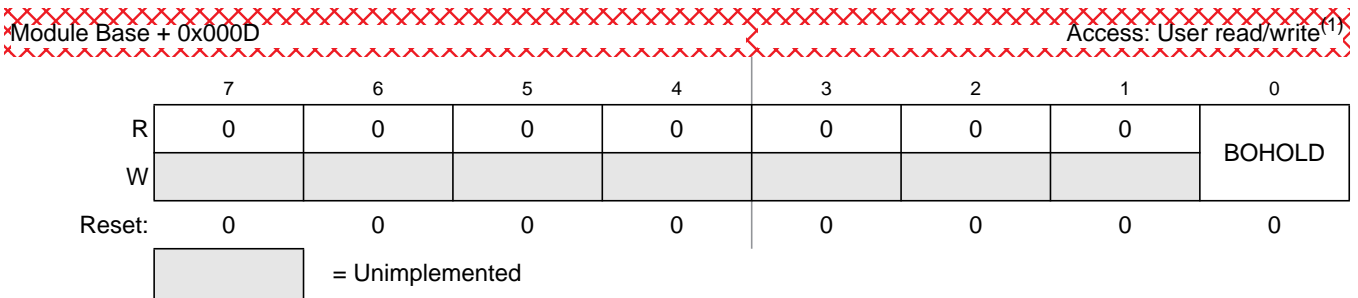 Module Base + 0x000D Access: User read/write(1)
7 6 5 4 3 2 1 0
R 0 0 0 0 0 0 0 BOHOLD
W
Reset: 0 0 0 0 0 0 0 0
= Unimplemented